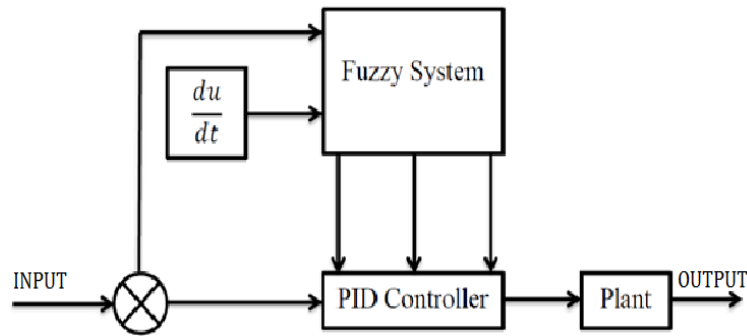 Fuzzy System
du
dt
INPUT
PID Controller
Plant
OUTPUT